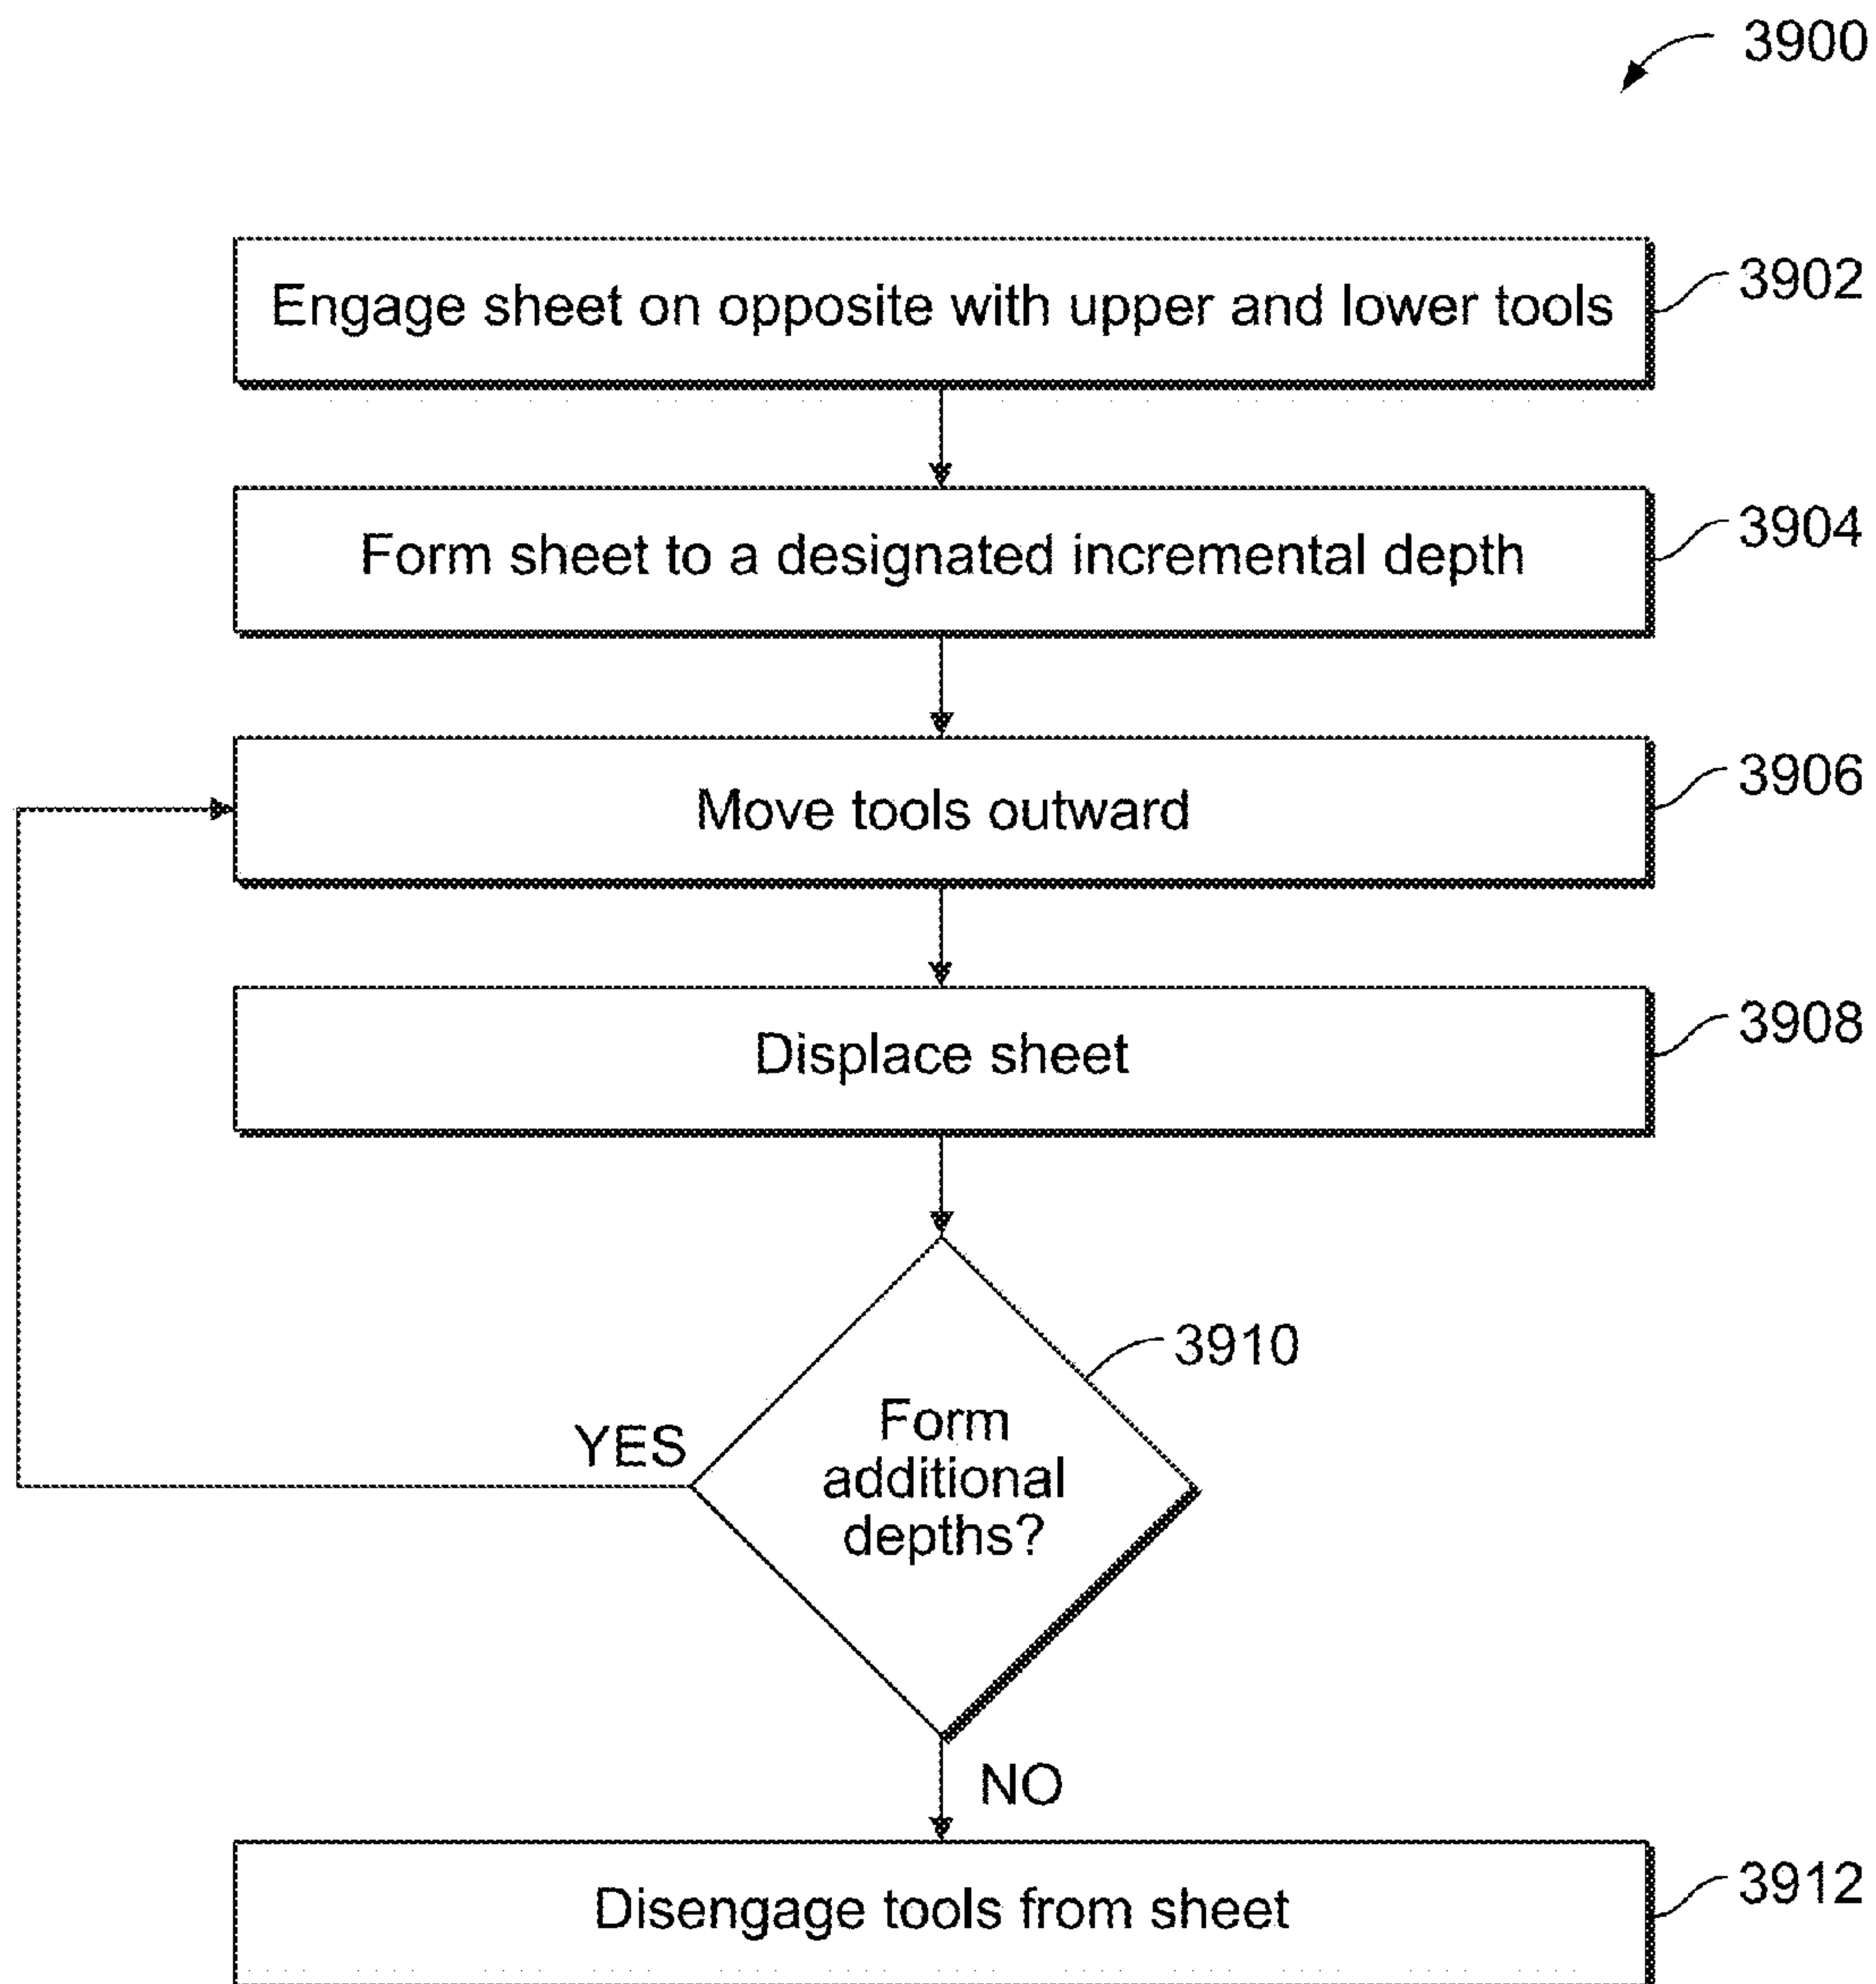 3900
Engage sheet on opposite with upper and lower tools
3902
Form sheet to a designated incremental depth
3904
Move tools outward
3906
Displace sheet
3908
3910
Form
additional
depths?
YES
NO
Disengage tools from sheet
3912